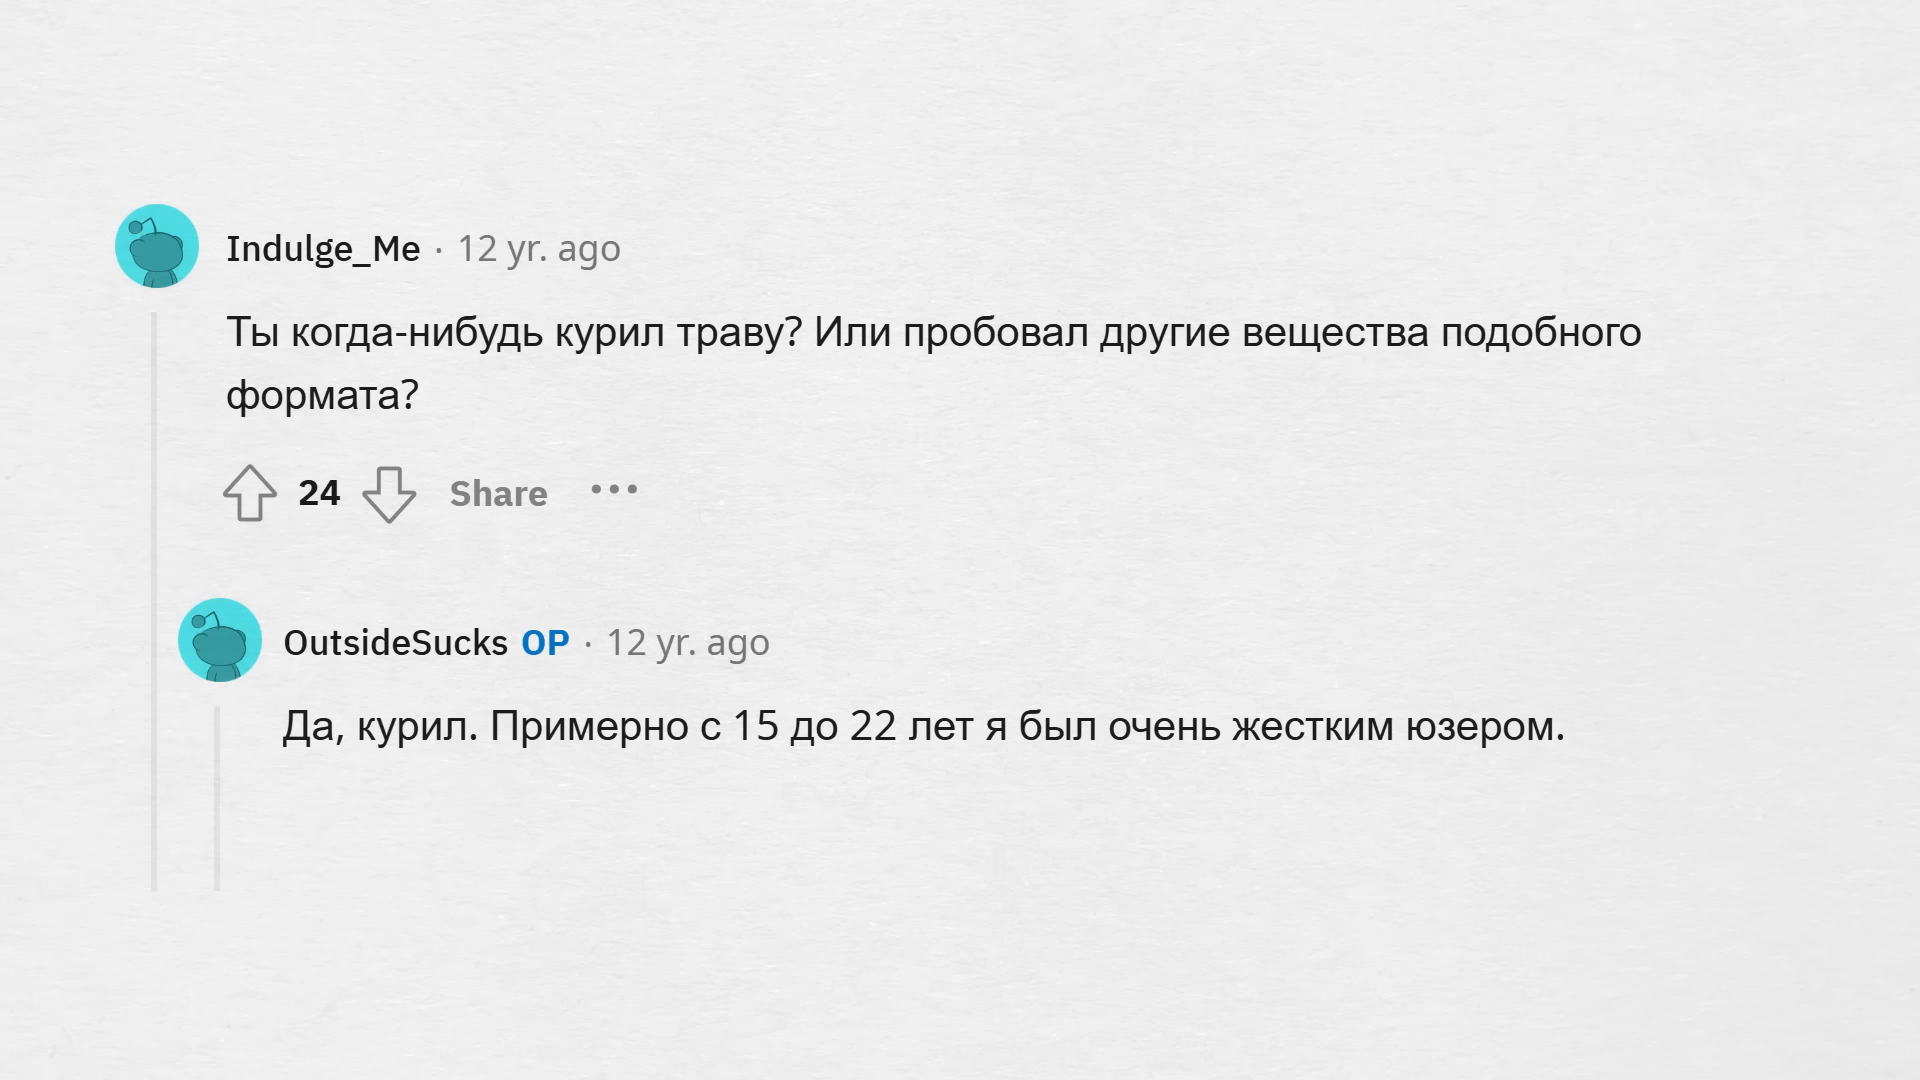 Indulge_Me · 12 yr. ago
Ты когда-нибудь курил траву? Или пробовал другие вещества подобного
формата?
24 Share •••
OutsideSucks OP · 12 yr. ago
Да, курил. Примерно с 15 до 22 лет я был очень жестким юзером.